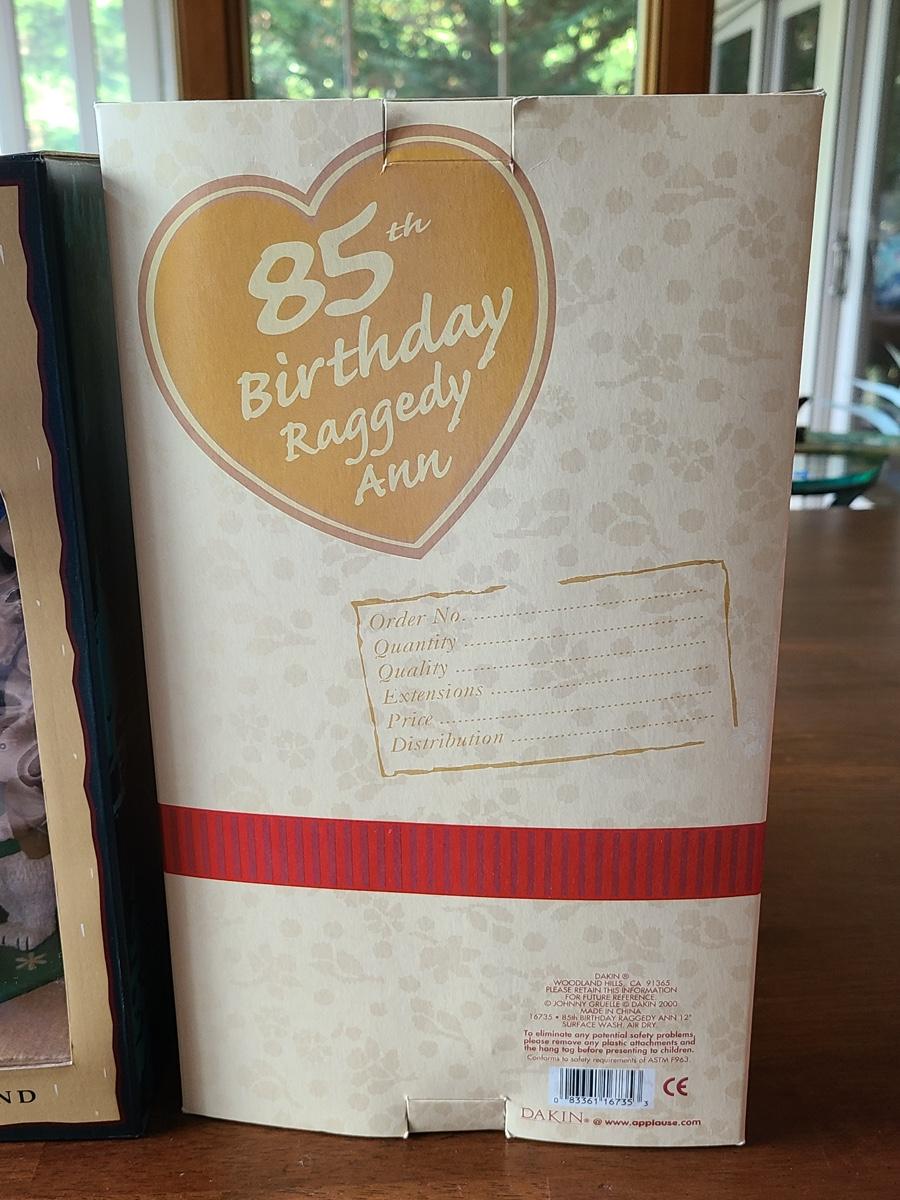 85th
Birthday
Raggedy
Ann
Order No.
Quantity
Quality
Extensions
Price
Distribution
DAKIN ®
WOODLAND HILLS, CA 91365
PLEASE RETAIN THIS INFORMATION
FOR FUTURE REFERENCE.
© JOHNNY GRUELLE © DAKIN 2000
MADE IN CHINA
16735 • 85th BIRTHDAY RAGGEDY ANN 12"
SURFACE WASH. AIR DRY.
To eliminate any potential safety problems,
please remove any plastic attachments and
the hang tag before presenting to children.
Conforms to safety requirements of ASTM F963.
0 83361 16735 3
CE
DAKIN® @ www.applause.com
ND